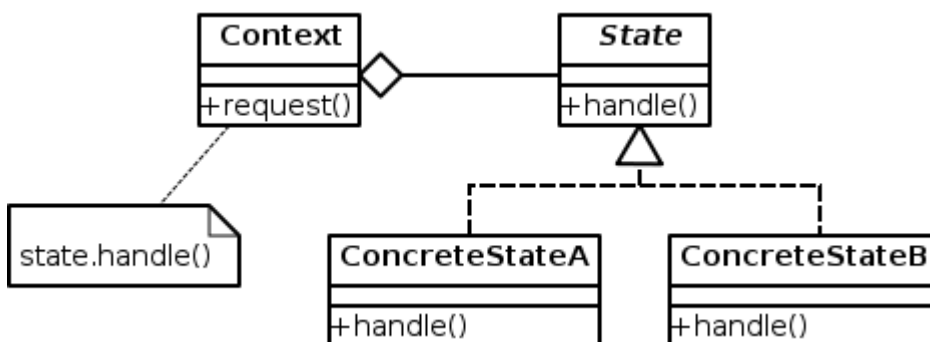 Context
+request()
State
+handle()
state.handle()
ConcreteStateA
+handle()
ConcreteStateB
+handle()